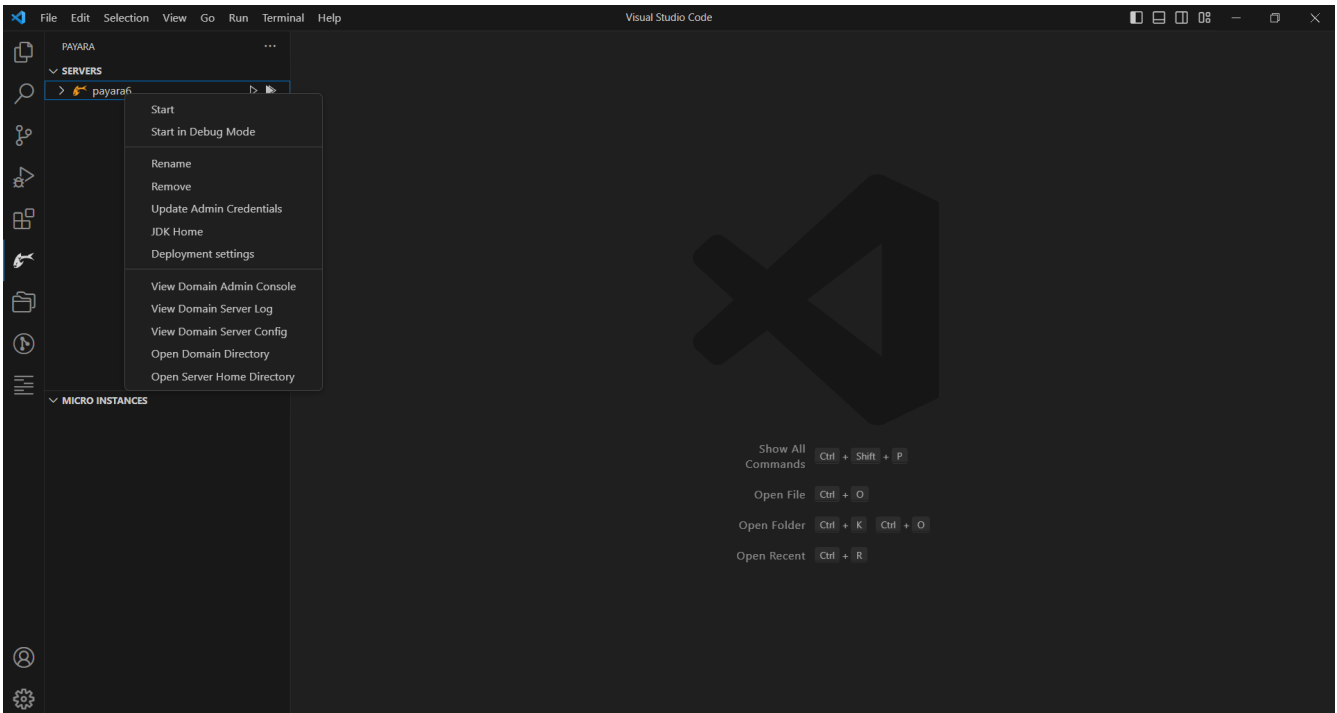 File Edit Selection View Go Run Terminal Help
Visual Studio Code
PAYARA
SERVERS
payara6
Start
Start in Debug Mode
Rename
Remove
Update Admin Credentials
JDK Home
Deployment settings
View Domain Admin Console
View Domain Server Log
View Domain Server Config
Open Domain Directory
Open Server Home Directory
MICRO INSTANCES
Show All
Commands
Ctrl + Shift + P
Open File Ctrl + O
Open Folder Ctrl + K Ctrl + O
Open Recent Ctrl + R